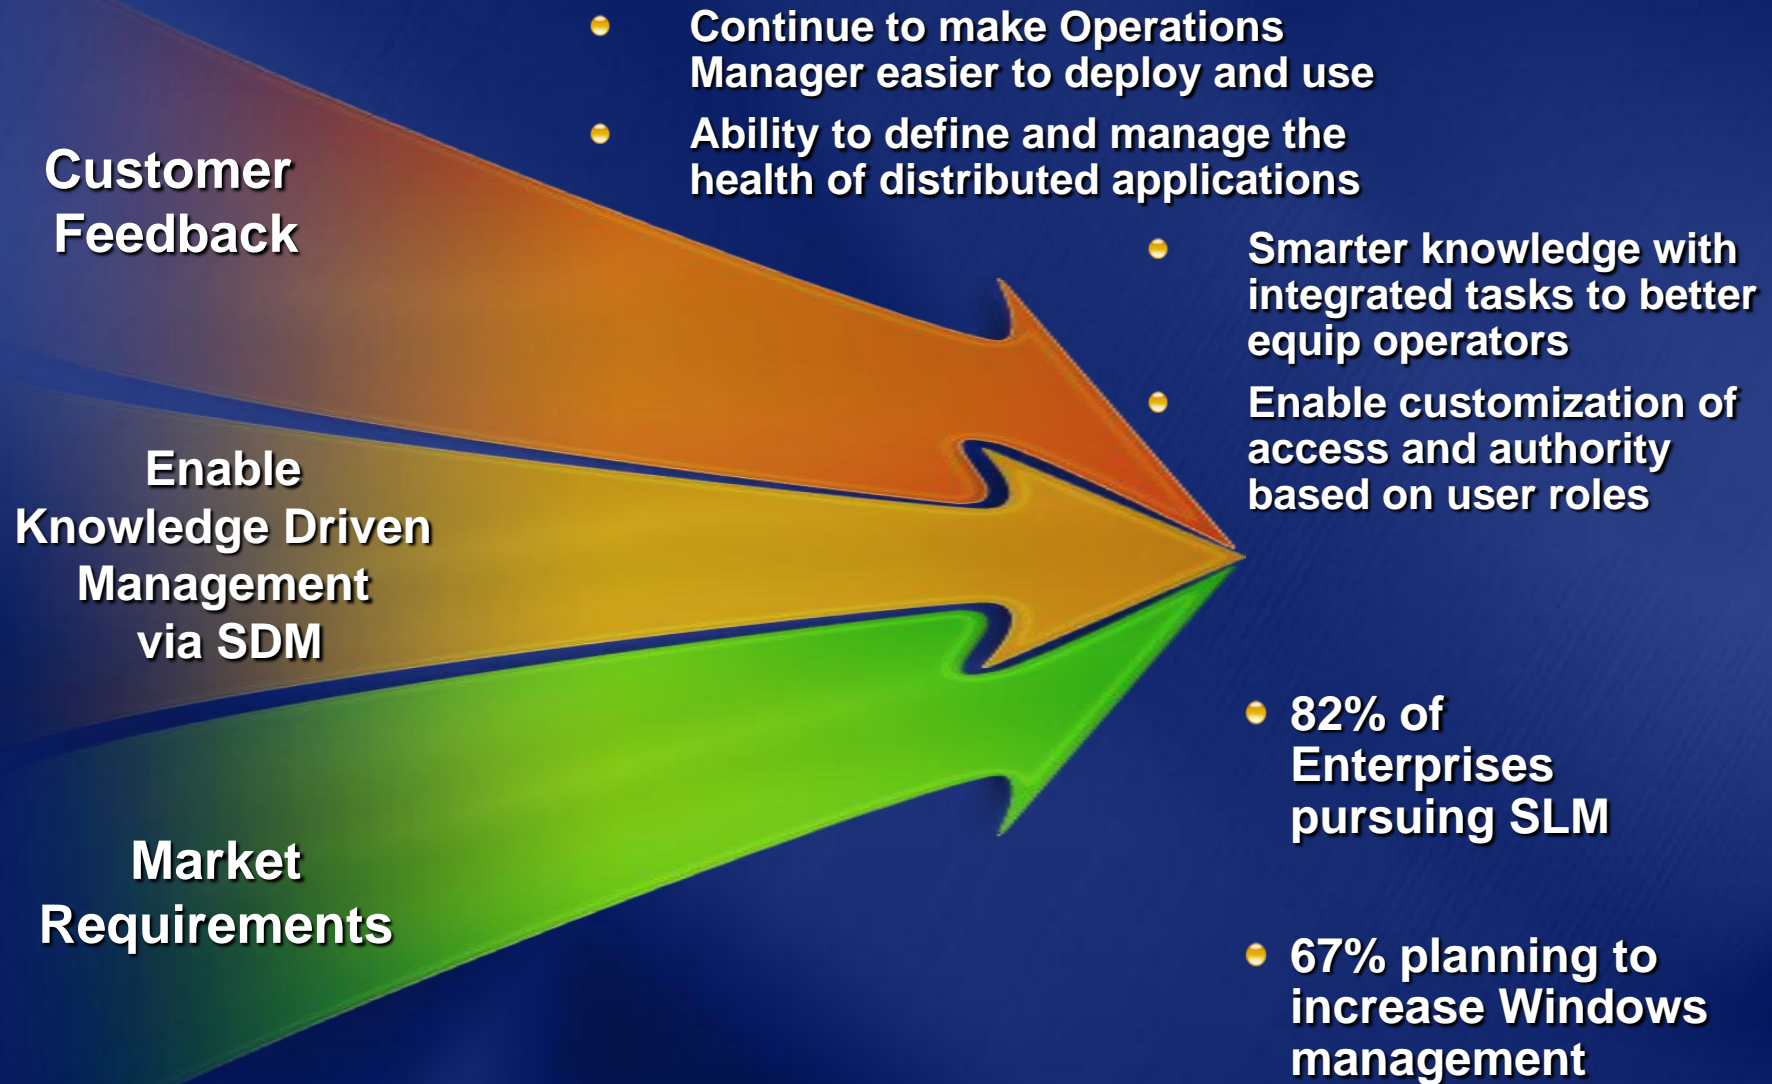 Continue to make Operations
Manager easier to deploy and use
Ability to define and manage the
health of distributed applications
Customer
Feedback
Smarter knowledge with
integrated tasks to better
equip operators
Enable customization of
access and authority
based on user roles
Enable
Knowledge Driven
Management
via SDM
82% of
Enterprises
pursuing SLM
Market
Requirements
67% planning to
increase Windows
management